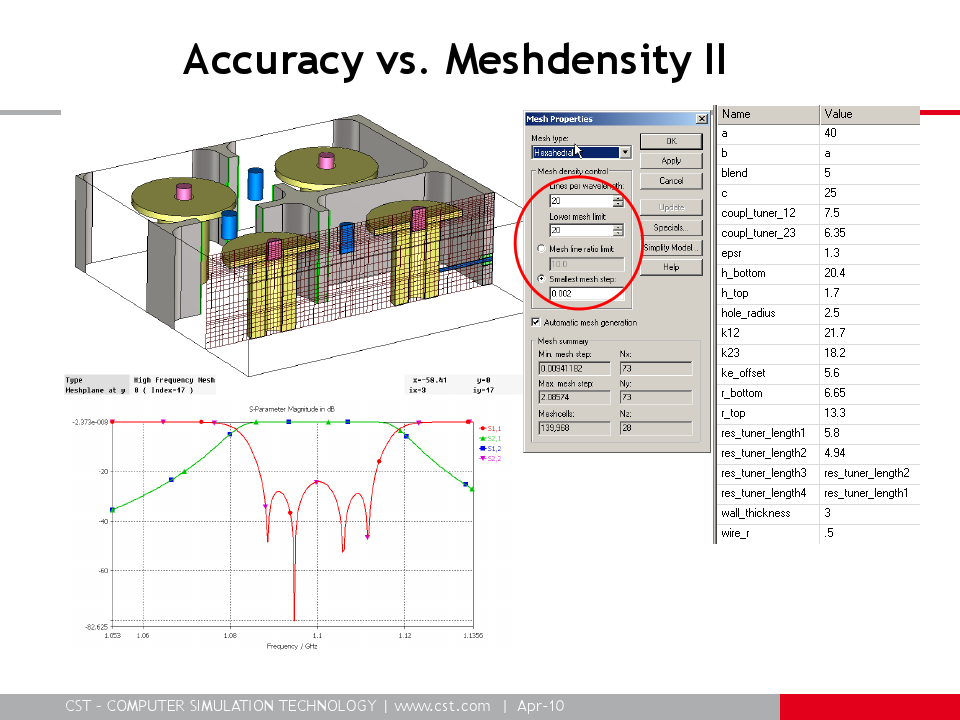 Accuracy vs. Meshdensity II
Mesh Properties
Mesh type:
Hexahedral
OK
Apply
Cancel
Update
Specials...
Simplify Model...
Help
Mesh density control
Lines per wavelength:
20
Lower mesh limit:
20
Mesh line ratio limit:
10.0
Smallest mesh step:
0.002
Automatic mesh generation
Mesh summary
Min. mesh step: Nx:
0.00941182 73
Max. mesh step: Ny:
2.08574 73
Meshcells: Nz:
139,968 28
Name Value
a 40
b a
blend 5
c 25
coupl_tuner_12 7.5
coupl_tuner_23 6.35
epsr 1.3
h_bottom 20.4
h_top 1.7
hole_radius 2.5
k12 21.7
k23 18.2
ke_offset 5.6
r_bottom 6.65
r_top 13.3
res_tuner_length1 5.8
res_tuner_length2 4.94
res_tuner_length3 res_tuner_length2
res_tuner_length4 res_tuner_length1
wall_thickness 3
wire_r .5
Type High Frequency Mesh
Meshplane at y 0 ( Index=17 )
x=-58.41 y=0
ix=3 iy=17
S-Parameter Magnitude in dB
-2.373e-008
-20
-40
-60
-82.625
1.053 1.06 1.08 1.1 1.12 1.1356
Frequency / GHz
S1,1
S2,1
S1,2
S2,2
CST – COMPUTER SIMULATION TECHNOLOGY | www.cst.com | Apr-10